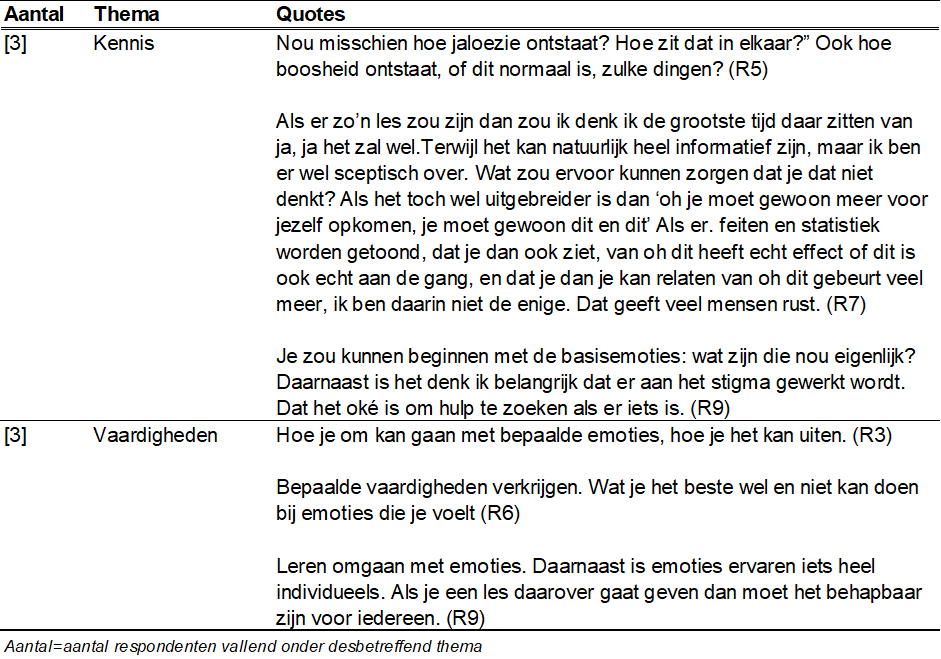 Aantal Thema Quotes
[3] Kennis Nou misschien hoe jaloezie ontstaat? Hoe zit dat in elkaar?” Ook hoe
boosheid ontstaat, of dit normaal is, zulke dingen? (R5)
Als er zo’n les zou zijn dan zou ik denk ik de grootste tijd daar zitten van
ja, ja het zal wel.Terwijl het kan natuurlijk heel informatief zijn, maar ik ben
er wel sceptisch over. Wat zou ervoor kunnen zorgen dat je dat niet
denkt? Als het toch wel uitgebreider is dan ‘oh je moet gewoon meer voor
jezelf opkomen, je moet gewoon dit en dit’ Als er. feiten en statistiek
worden getoond, dat je dan ook ziet, van oh dit heeft echt effect of dit is
ook echt aan de gang, en dat je dan je kan relaten van oh dit gebeurt veel
meer, ik ben daarin niet de enige. Dat geeft veel mensen rust. (R7)
Je zou kunnen beginnen met de basisemoties: wat zijn die nou eigenlijk?
Daarnaast is het denk ik belangrijk dat er aan het stigma gewerkt wordt.
Dat het oké is om hulp te zoeken als er iets is. (R9)
[3] Vaardigheden Hoe je om kan gaan met bepaalde emoties, hoe je het kan uiten. (R3)
Bepaalde vaardigheden verkrijgen. Wat je het beste wel en niet kan doen
bij emoties die je voelt (R6)
Leren omgaan met emoties. Daarnaast is emoties ervaren iets heel
individueels. Als je een les daarover gaat geven dan moet het behapbaar
zijn voor iedereen. (R9)
Aantal=aantal respondenten vallend onder desbetreffend thema